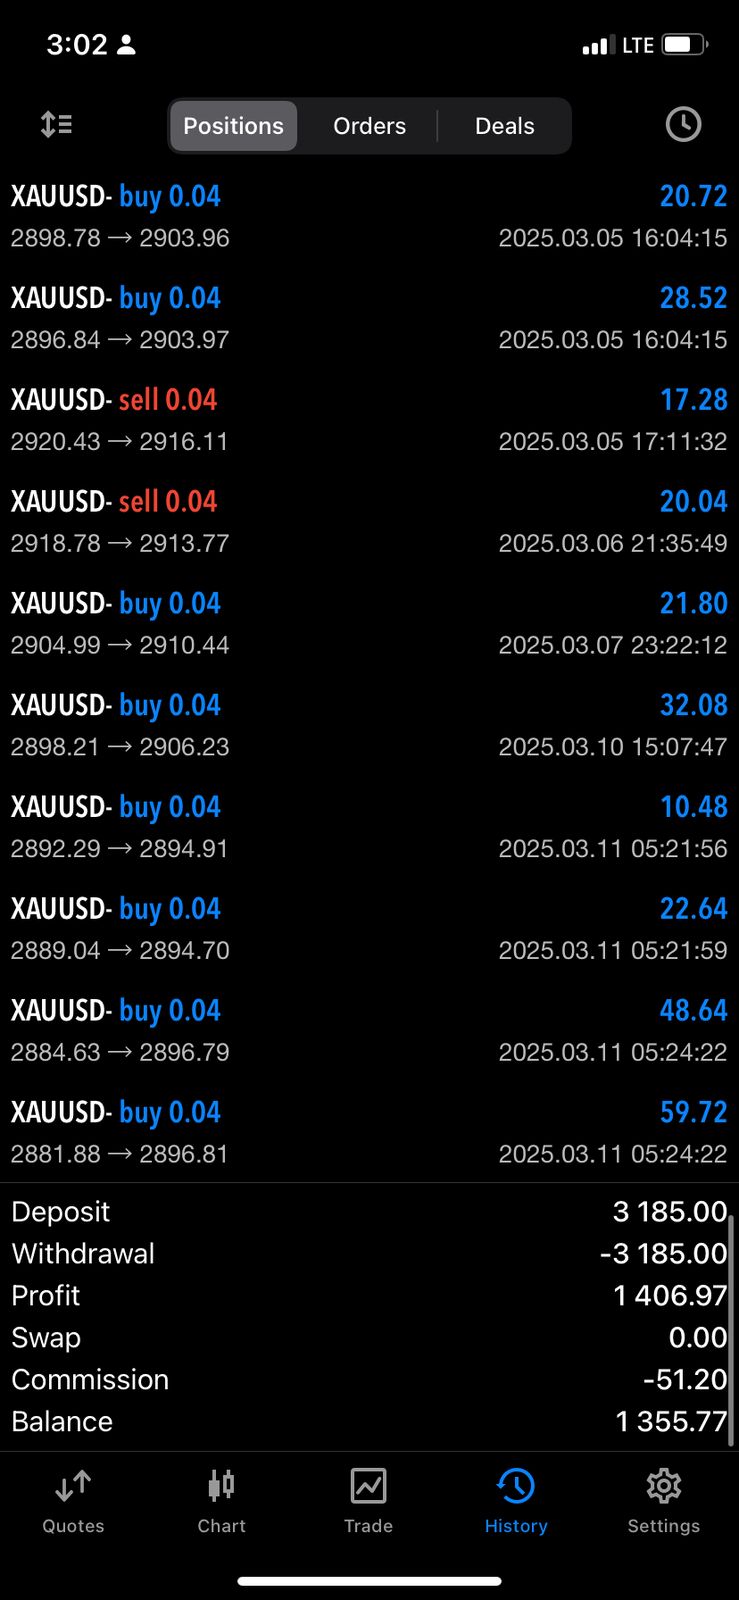 3:02 LTE
Positions Orders Deals
XAUUSD- buy 0.04 20.72
2898.78 → 2903.96 2025.03.05 16:04:15
XAUUSD- buy 0.04 28.52
2896.84 → 2903.97 2025.03.05 16:04:15
XAUUSD- sell 0.04 17.28
2920.43 → 2916.11 2025.03.05 17:11:32
XAUUSD- sell 0.04 20.04
2918.78 → 2913.77 2025.03.06 21:35:49
XAUUSD- buy 0.04 21.80
2904.99 → 2910.44 2025.03.07 23:22:12
XAUUSD- buy 0.04 32.08
2898.21 → 2906.23 2025.03.10 15:07:47
XAUUSD- buy 0.04 10.48
2892.29 → 2894.91 2025.03.11 05:21:56
XAUUSD- buy 0.04 22.64
2889.04 → 2894.70 2025.03.11 05:21:59
XAUUSD- buy 0.04 48.64
2884.63 → 2896.79 2025.03.11 05:24:22
XAUUSD- buy 0.04 59.72
2881.88 → 2896.81 2025.03.11 05:24:22
Deposit 3 185.00
Withdrawal -3 185.00
Profit 1 406.97
Swap 0.00
Commission -51.20
Balance 1 355.77
Quotes Chart Trade History Settings